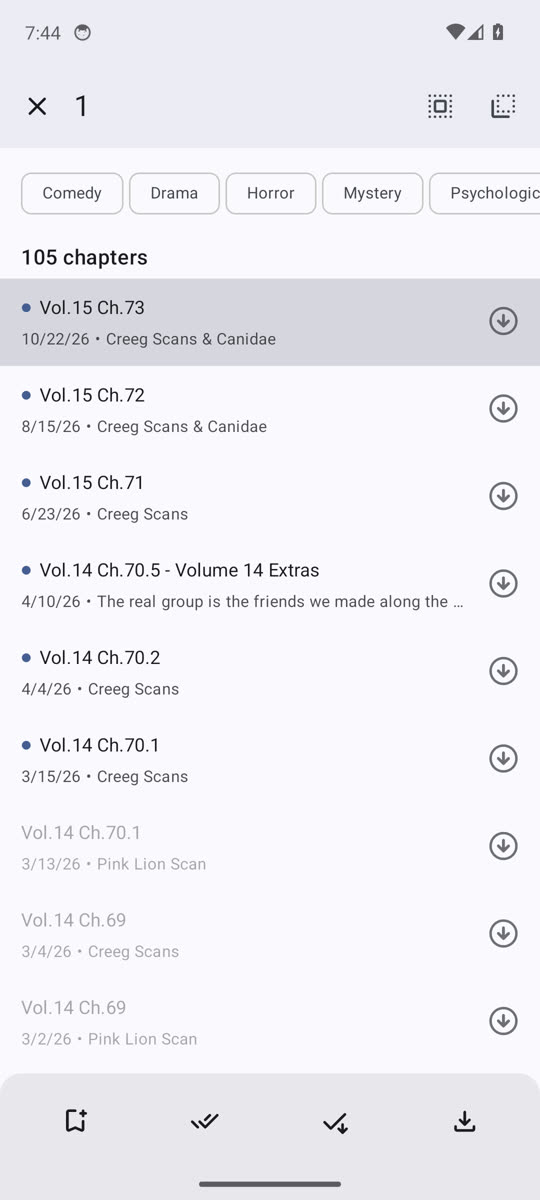 7:44
1
Comedy
Drama
Horror
Mystery
Psychologic
105 chapters
Vol.15 Ch.73
10/22/26 • Creeg Scans & Canidae
Vol.15 Ch.72
8/15/26 • Creeg Scans & Canidae
Vol.15 Ch.71
6/23/26 • Creeg Scans
Vol.14 Ch.70.5 - Volume 14 Extras
4/10/26 • The real group is the friends we made along the ...
Vol.14 Ch.70.2
4/4/26 • Creeg Scans
Vol.14 Ch.70.1
3/15/26 • Creeg Scans
Vol.14 Ch.70.1
3/13/26 • Pink Lion Scan
Vol.14 Ch.69
3/4/26 • Creeg Scans
Vol.14 Ch.69
3/2/26 • Pink Lion Scan